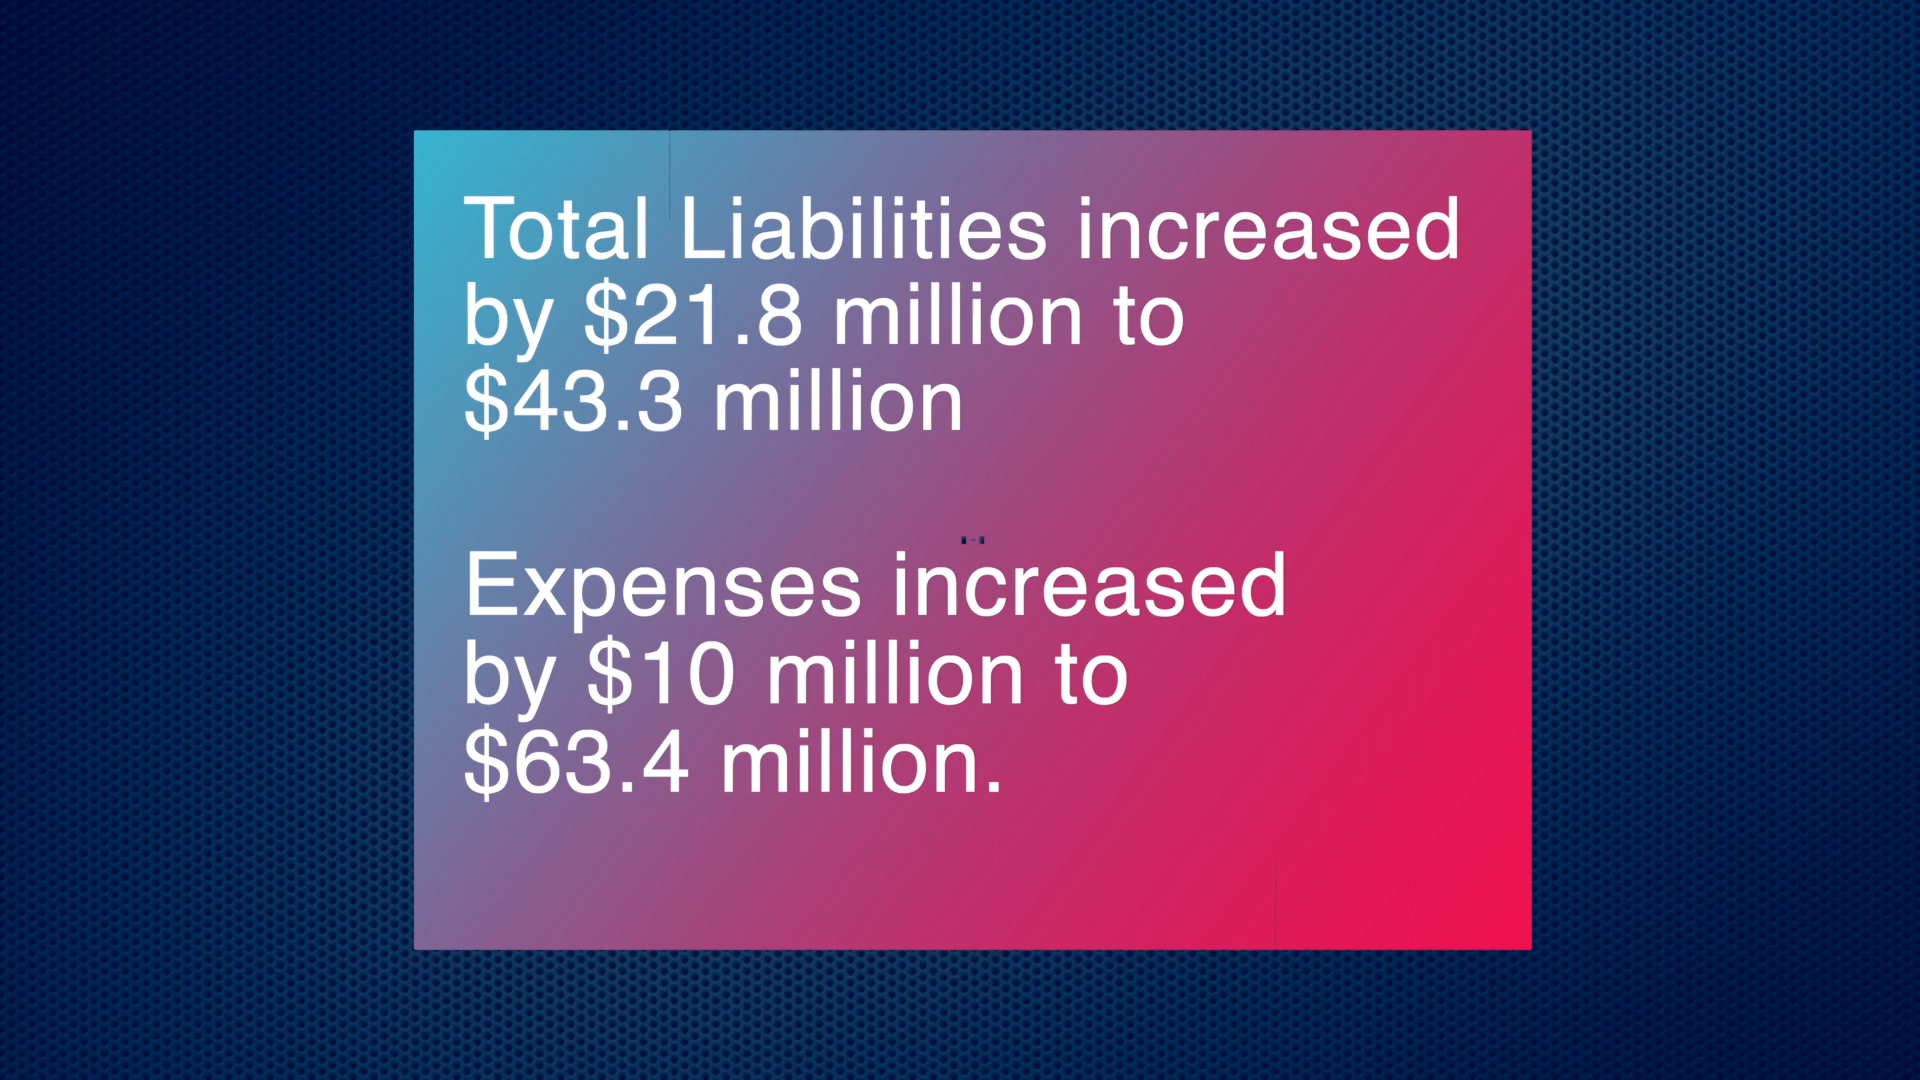 Total Liabilities increased
by $21.8 million to
$43.3 million
Expenses increased
by $10 million to
$63.4 million.